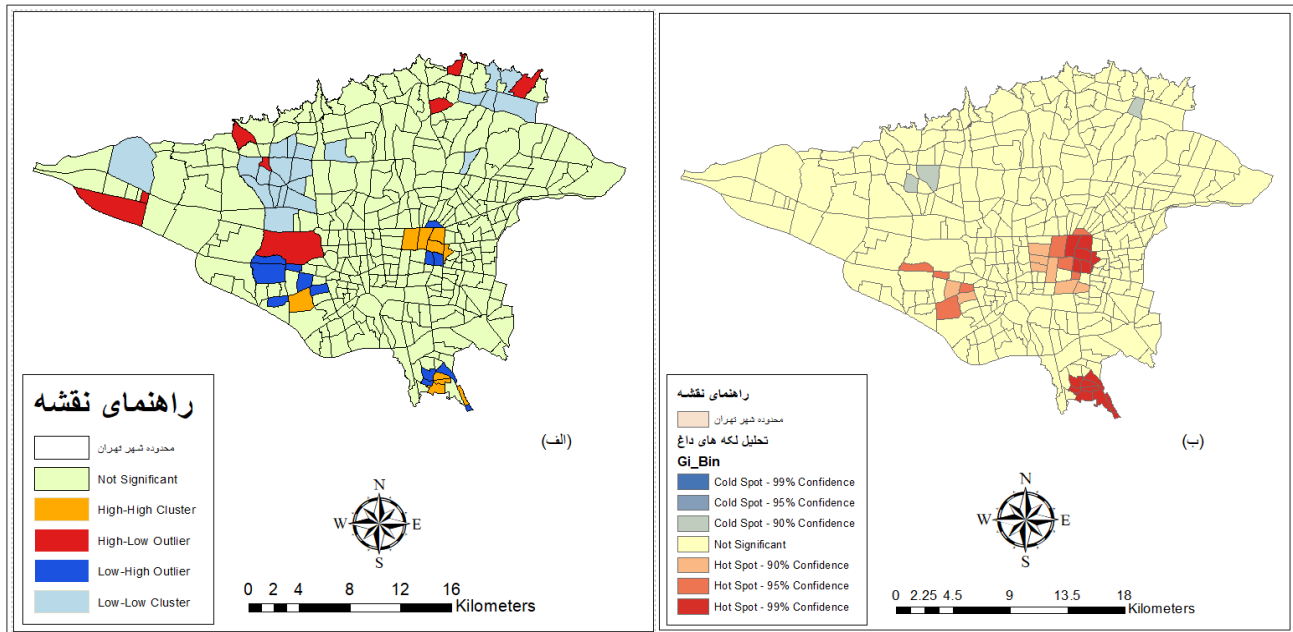 راهنمای نقشه
محدوده شهر تهران
Not Significant
High-High Cluster
High-Low Outlier
Low-High Outlier
Low-Low Cluster
(الف)
N
W E
S
0 2 4 8 12 16
Kilometers
راهنمای نقشه
محدوده شهر تهران
تحلیل لکه های داغ
Gi_Bin
Cold Spot - 99% Confidence
Cold Spot - 95% Confidence
Cold Spot - 90% Confidence
Not Significant
Hot Spot - 90% Confidence
Hot Spot - 95% Confidence
Hot Spot - 99% Confidence
(ب)
N
W E
S
0 2.25 4.5 9 13.5 18
Kilometers